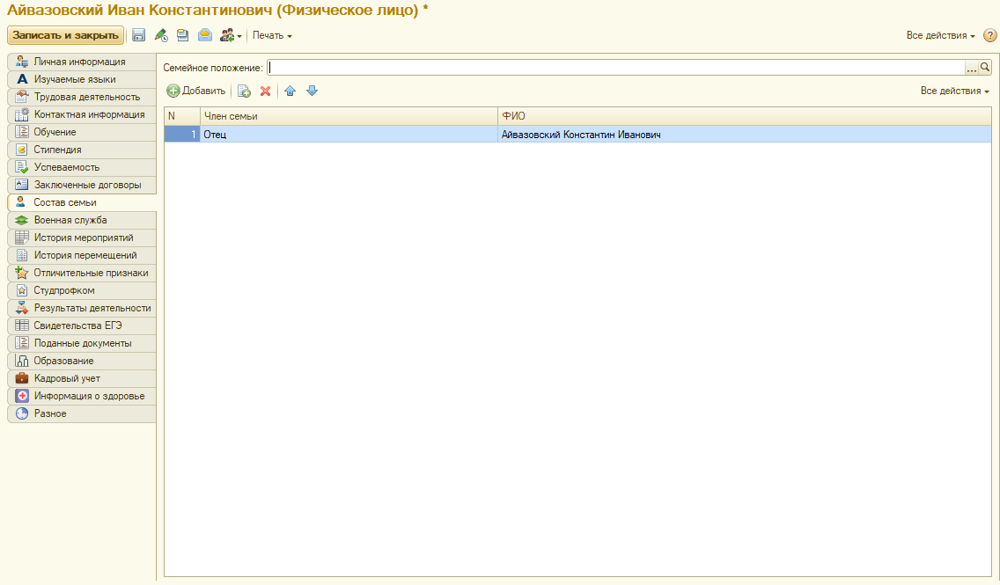 Айвазовский Иван Константинович (Физическое лицо) *
Записать и закрыть Печать Все действия ?
Личная информация
Изучаемые языки
Трудовая деятельность
Контактная информация
Обучение
Стипендия
Успеваемость
Заключенные договоры
Состав семьи
Военная служба
История мероприятий
История перемещений
Отличительные признаки
Студпрофком
Результаты деятельности
Свидетельства ЕГЭ
Поданные документы
Образование
Кадровый учет
Информация о здоровье
Разное
Семейное положение: ...
Добавить Все действия
N Член семьи ФИО
1 Отец Айвазовский Константин Иванович